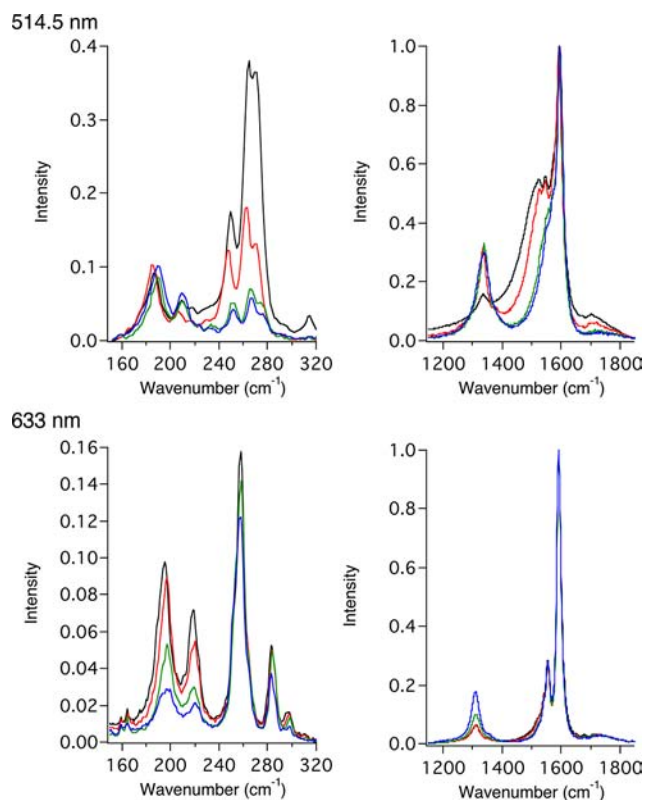 514.5 nm
0.4
0.3
0.2
0.1
0.0
Intensity
160 200 240 280 320
Wavenumber (cm-1)
1.0
0.8
0.6
0.4
0.2
0.0
Intensity
1200 1400 1600 1800
Wavenumber (cm-1)
633 nm
0.16
0.14
0.12
0.10
0.08
0.06
0.04
0.02
0.00
Intensity
160 200 240 280 320
Wavenumber (cm-1)
1.0
0.8
0.6
0.4
0.2
0.0
Intensity
1200 1400 1600 1800
Wavenumber (cm-1)